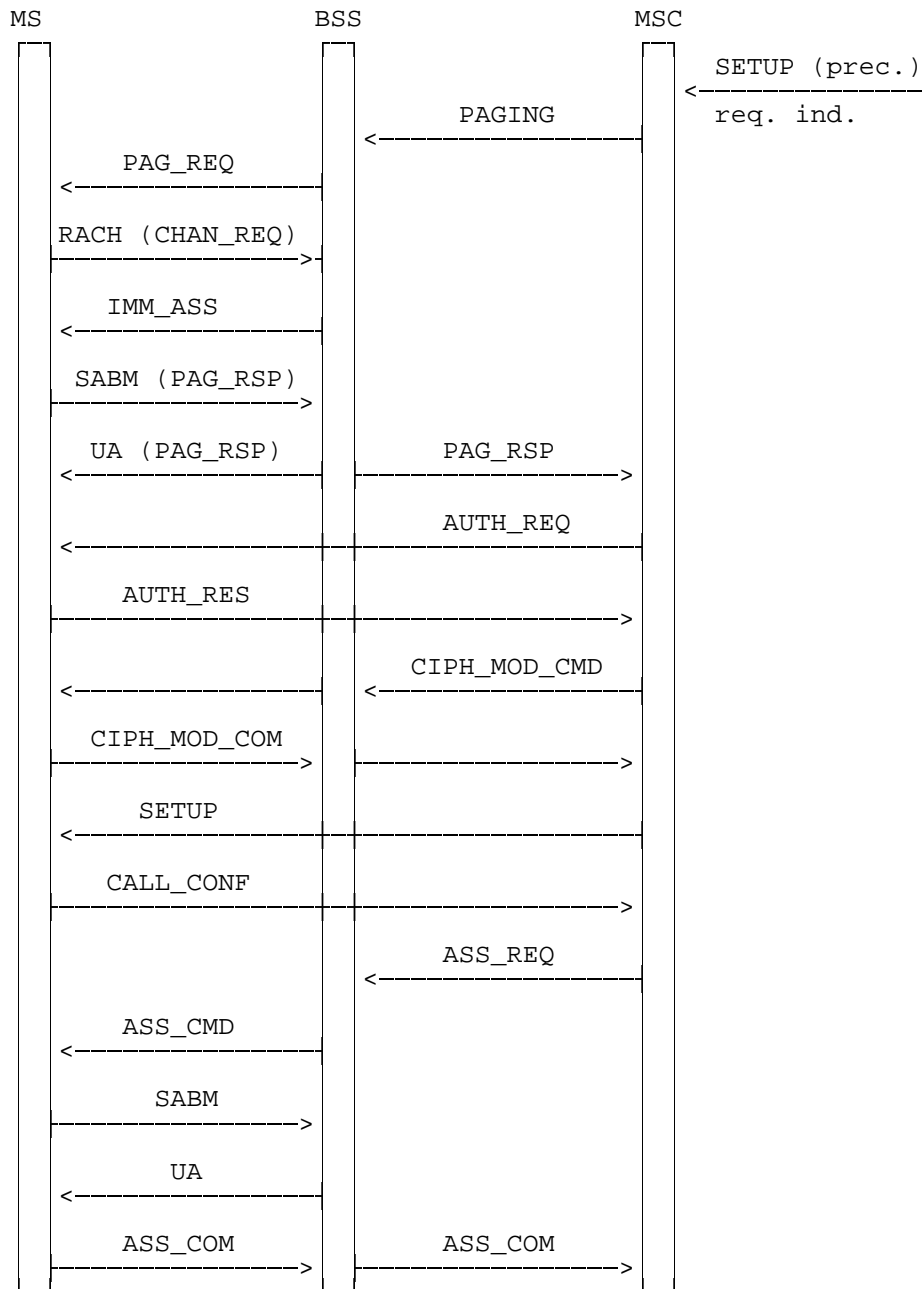 MS BSS MSC
SETUP (prec.)
PAGING
req. ind.
PAG_REQ
RACH (CHAN_REQ)
IMM_ASS
SABM (PAG_RSP)
UA (PAG_RSP) PAG_RSP
AUTH_REQ
AUTH_RES
CIPH_MOD_CMD
CIPH_MOD_COM
SETUP
CALL_CONF
ASS_REQ
ASS_CMD
SABM
UA
ASS_COM ASS_COM